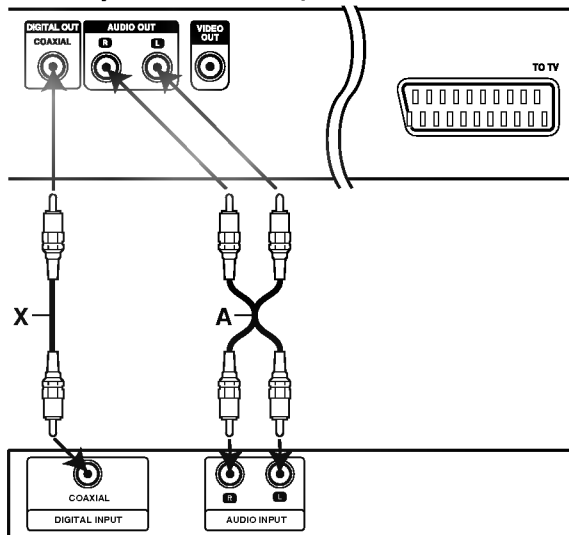 DIGITAL OUT
AUDIO OUT
VIDEO OUT
COAXIAL
R
L
TO TV
X
A
COAXIAL
R
L
DIGITAL INPUT
AUDIO INPUT